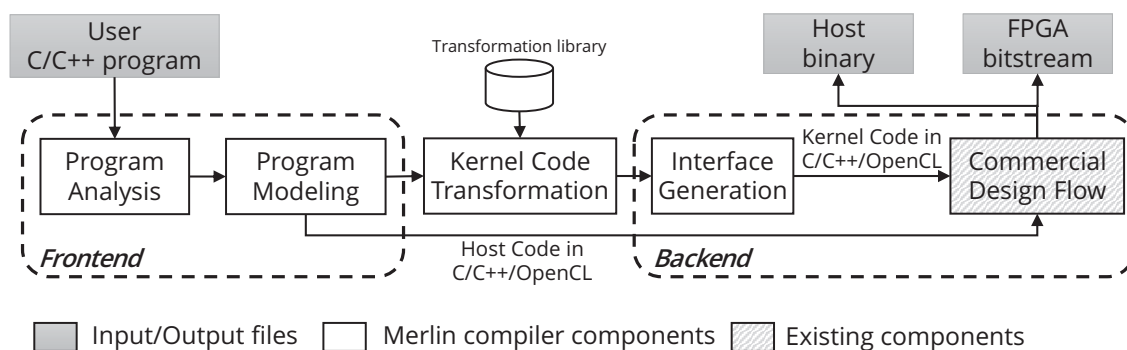 User
C/C++ program
Transformation library
Host
binary
FPGA
bitstream
Program
Analysis
Program
Modeling
Kernel Code
Transformation
Interface
Generation
Kernel Code in
C/C++/OpenCL
Commercial
Design Flow
Frontend
Host Code in
C/C++/OpenCL
Backend
Input/Output files
Merlin compiler components
Existing components